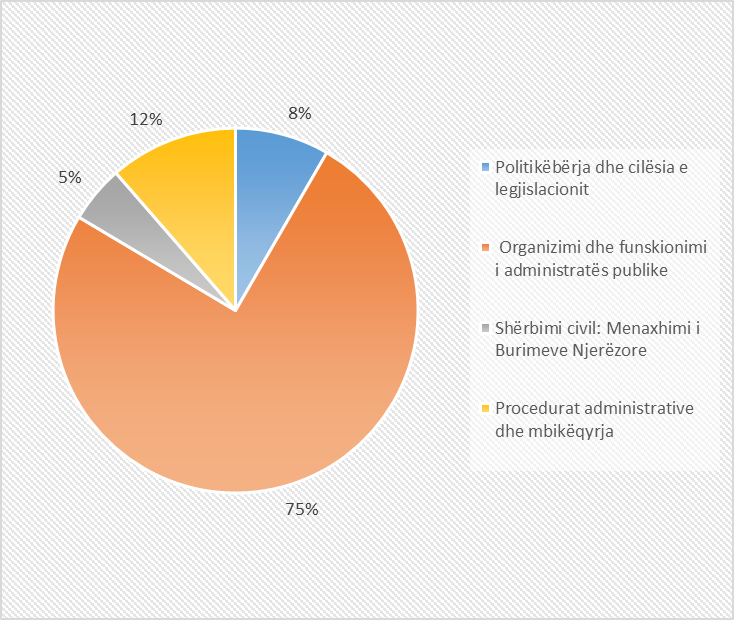 8%
12%
5%
75%
Politikëbërja dhe cilësia e
legjislacionit
Organizimi dhe funskionimi
i administratës publike
Shërbimi civil: Menaxhimi i
Burimeve Njerëzore
Procedurat administrative
dhe mbikëqyrja